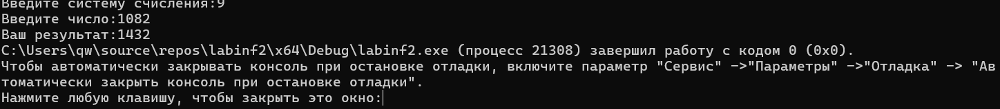 Введите систему счисления:9
Введите число:1082
Ваш результат:1432
C:\Users\qw\source\repos\labinf2\x64\Debug\labinf2.exe (процесс 21308) завершил работу с кодом 0 (0x0).
Чтобы автоматически закрывать консоль при остановке отладки, включите параметр "Сервис" ->"Параметры" ->"Отладка" -> "Ав
томатически закрыть консоль при остановке отладки".
Нажмите любую клавишу, чтобы закрыть это окно: